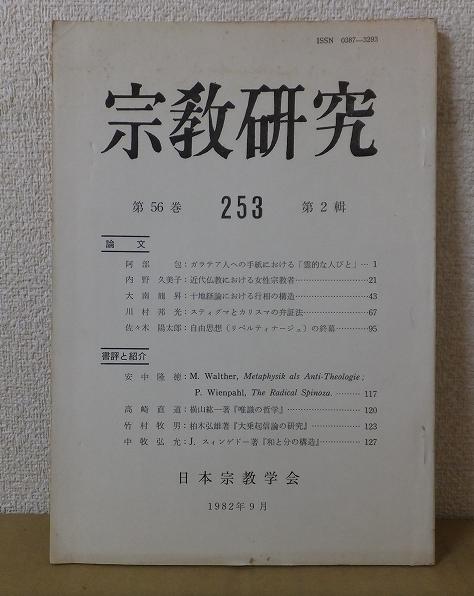 ISSN 0387—3293
宗教研究
第56巻 253 第2輯
論文
阿部 包：ガラテア人への手紙における「霊的な人びと」… 1
内野 久美子：近代仏教における女性宗教者……………………21
大南 龍昇：十地経論における行相の構造……………………43
川村 邦光：スティグマとカリスマの弁証法……………………67
佐々木 陽太郎：自由思想（リベルティナージュ）の終幕…………95
書評と紹介
安中 隆徳：M. Walther, Metaphysik als Anti-Theologie ;
P. Wienpahl, The Radical Spinoza. ……… 117
高崎 直道：横山紘一著『唯識の哲学』…………………… 120
竹村 牧男：柏木弘雄著『大乗起信論の研究』…………… 123
中牧 弘允：J. スィンゲドー著『和と分の構造』…………… 127
日本宗教学会
1982年9月